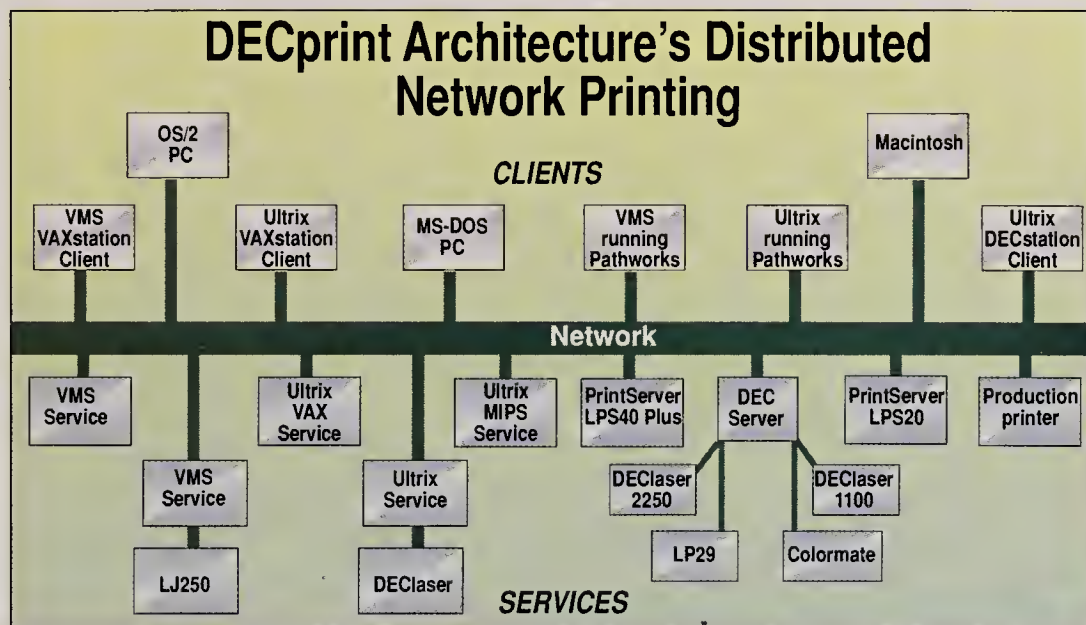 DECprint Architecture's Distributed
Network Printing
OS/2
PC
Macintosh
CLIENTS
VMS
VAXstation
Client
Ultrix
VAXstation
Client
MS-DOS
PC
VMS
running
Pathworks
Ultrix
running
Pathworks
Ultrix
DECstation
Client
Network
VMS
Service
Ultrix
VAX
Service
Ultrix
MIPS
Service
PrintServer
LPS40 Plus
DEC
Server
PrintServer
LPS20
Production
printer
VMS
Service
Ultrix
Service
DEClaser
2250
DEClaser
1100
LJ250
DEClaser
LP29
Colormate
SERVICES